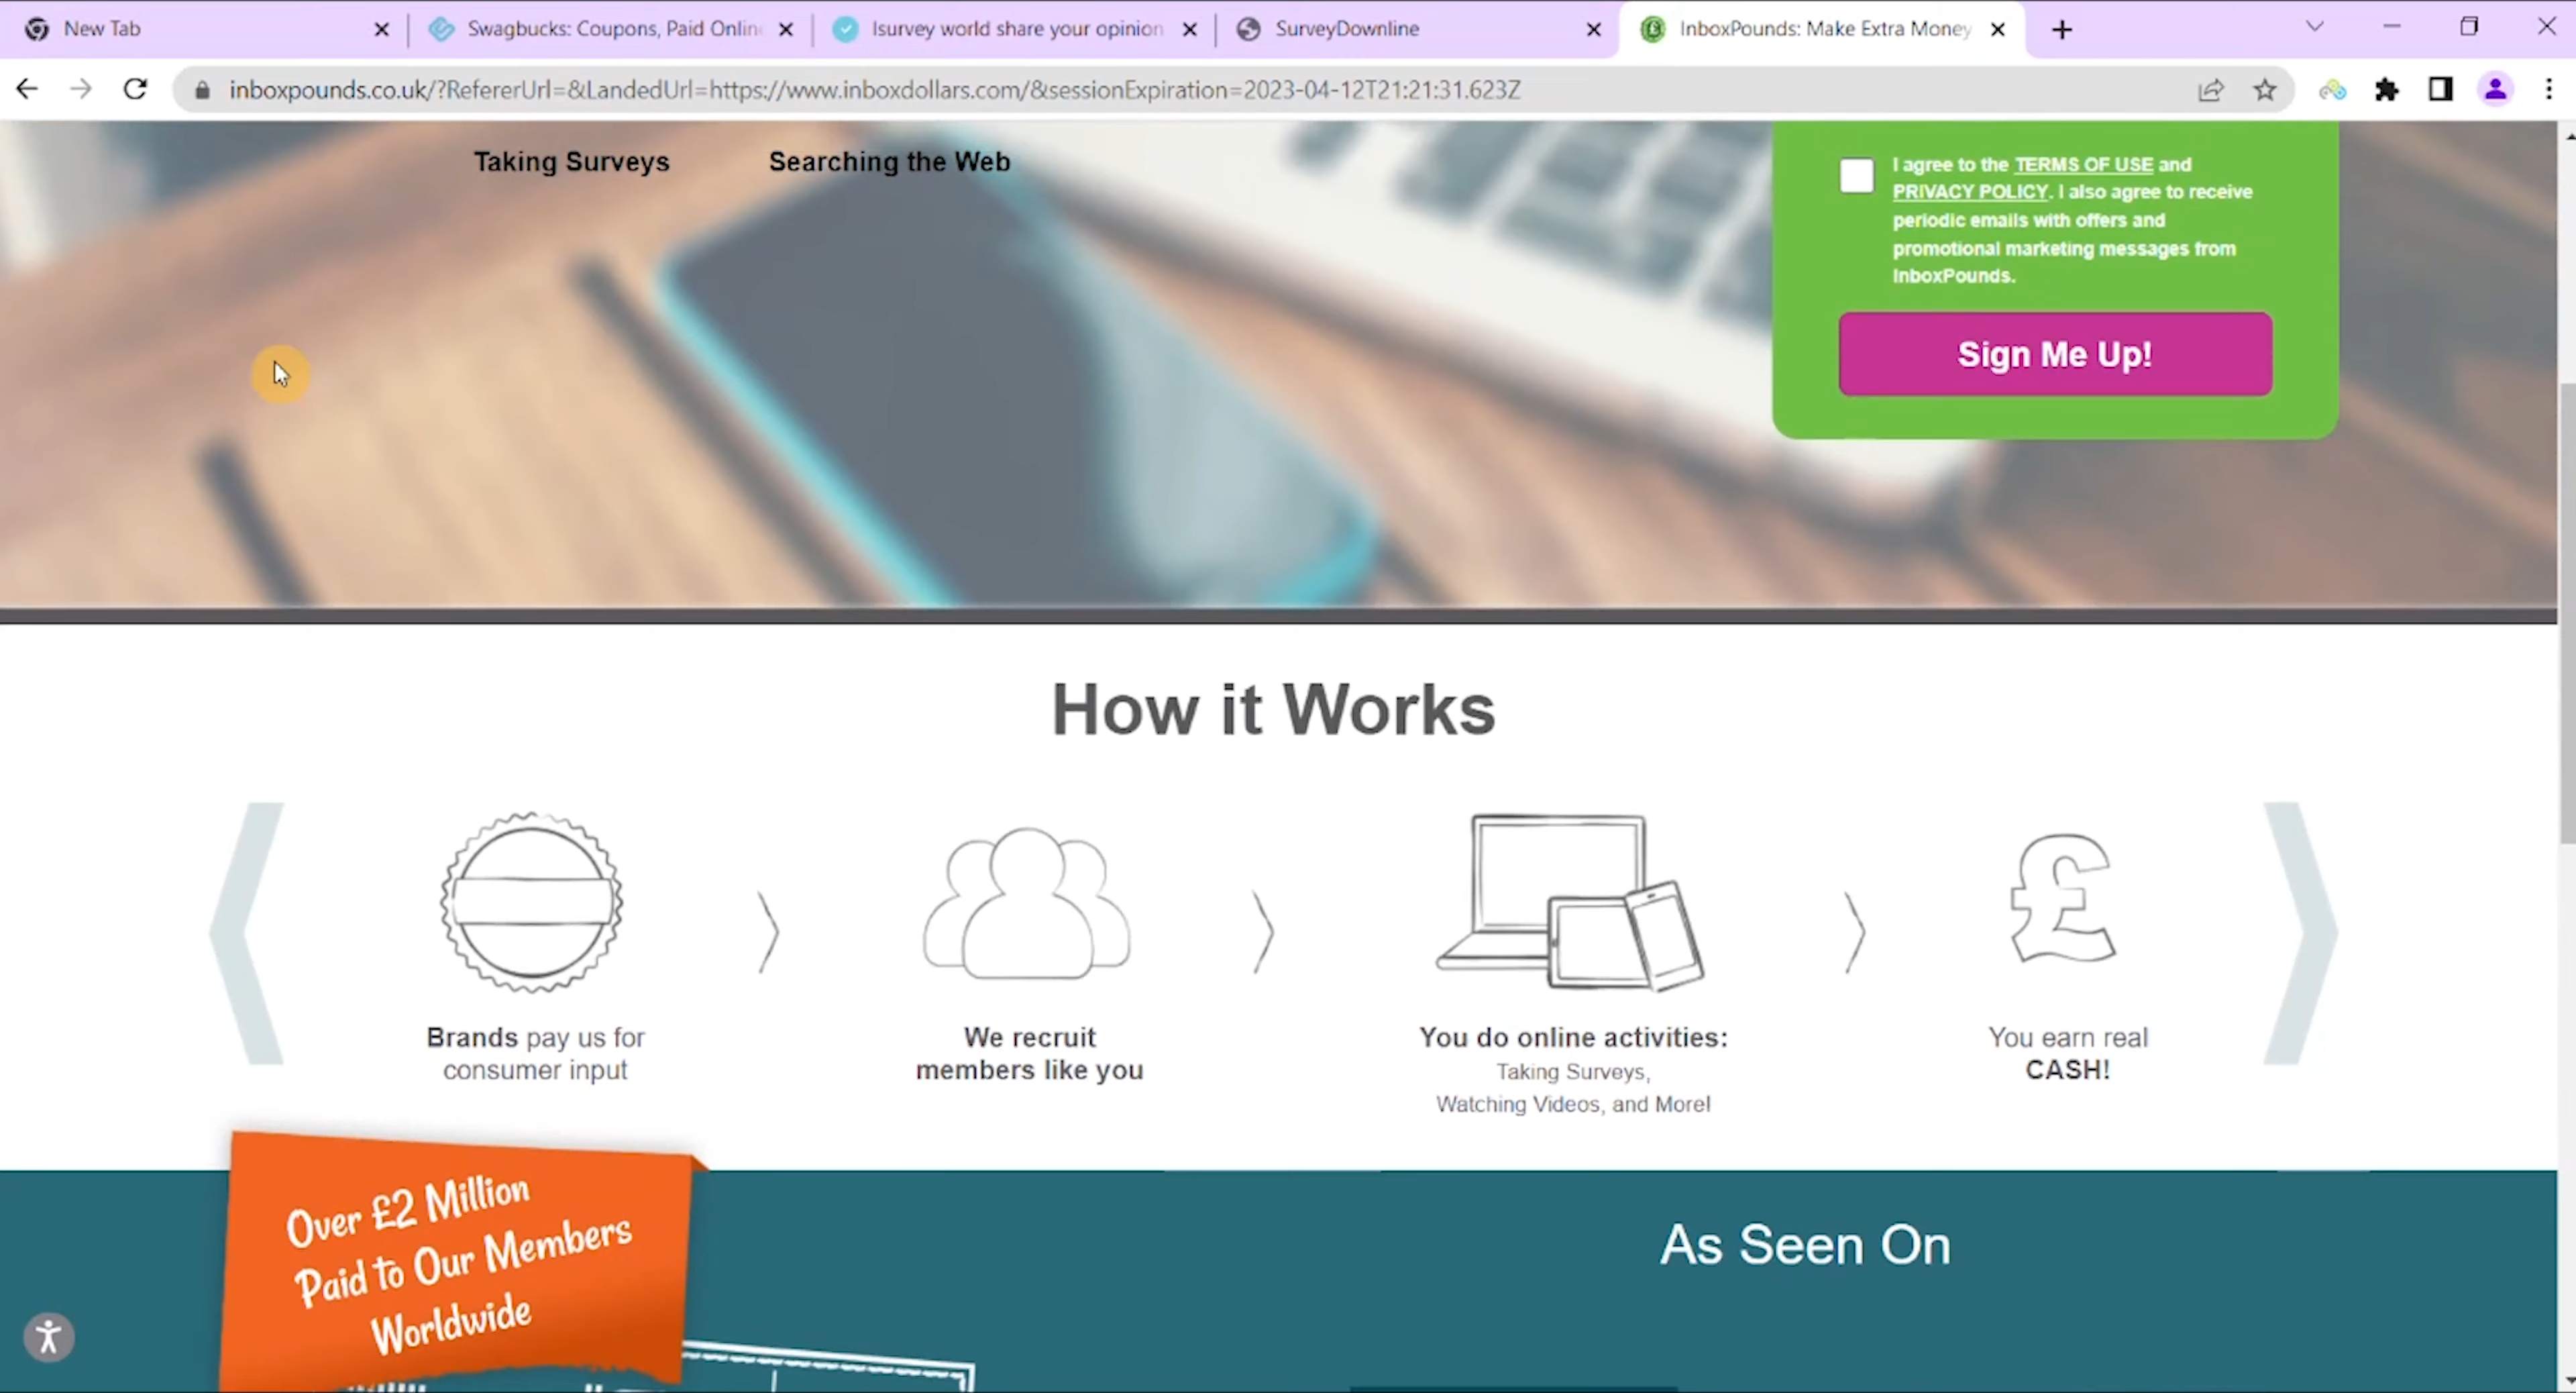 New Tab
Swagbucks: Coupons, Paid Onlin
Isurvey world share your opinion
SurveyDownline
InboxPounds: Make Extra Money
inboxpounds.co.uk/?RefererUrl=&LandedUrl=https://www.inboxdollars.com/&sessionExpiration=2023-04-12T21:21:31.623Z
Taking Surveys
Searching the Web
I agree to the TERMS OF USE and
PRIVACY POLICY. I also agree to receive
periodic emails with offers and
promotional marketing messages from
InboxPounds.
Sign Me Up!
How it Works
£
Brands pay us for
consumer input
We recruit
members like you
You do online activities:
Taking Surveys,
Watching Videos, and More!
You earn real
CASH!
Over £2 Million
Paid to Our Members
Worldwide
As Seen On